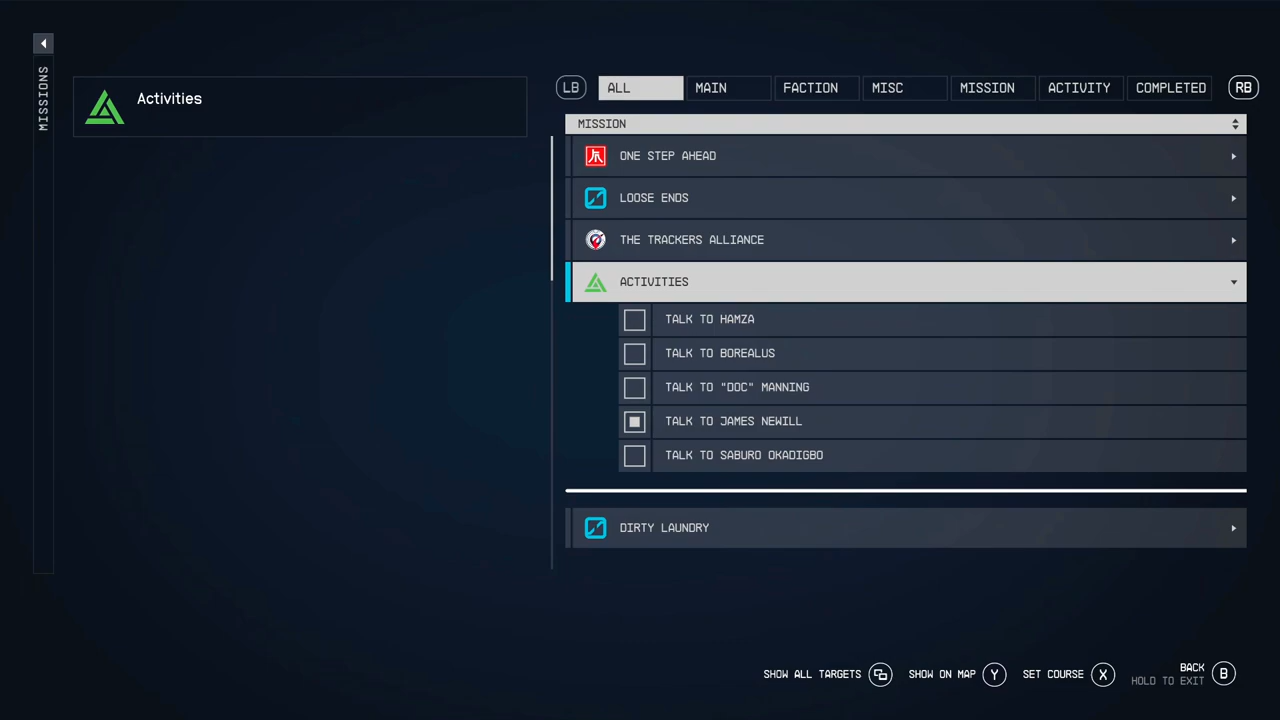 MISSIONS
Activities
LB
ALL
MAIN
FACTION
MISC
MISSION
ACTIVITY
COMPLETED
RB
MISSION
ONE STEP AHEAD
LOOSE ENDS
THE TRACKERS ALLIANCE
ACTIVITIES
TALK TO HAMZA
TALK TO BOREALUS
TALK TO "DOC" MANNING
TALK TO JAMES NEWILL
TALK TO SABURO OKADIGBO
DIRTY LAUNDRY
SHOW ALL TARGETS
SHOW ON MAP Y
SET COURSE X
BACK B
HOLD TO EXIT